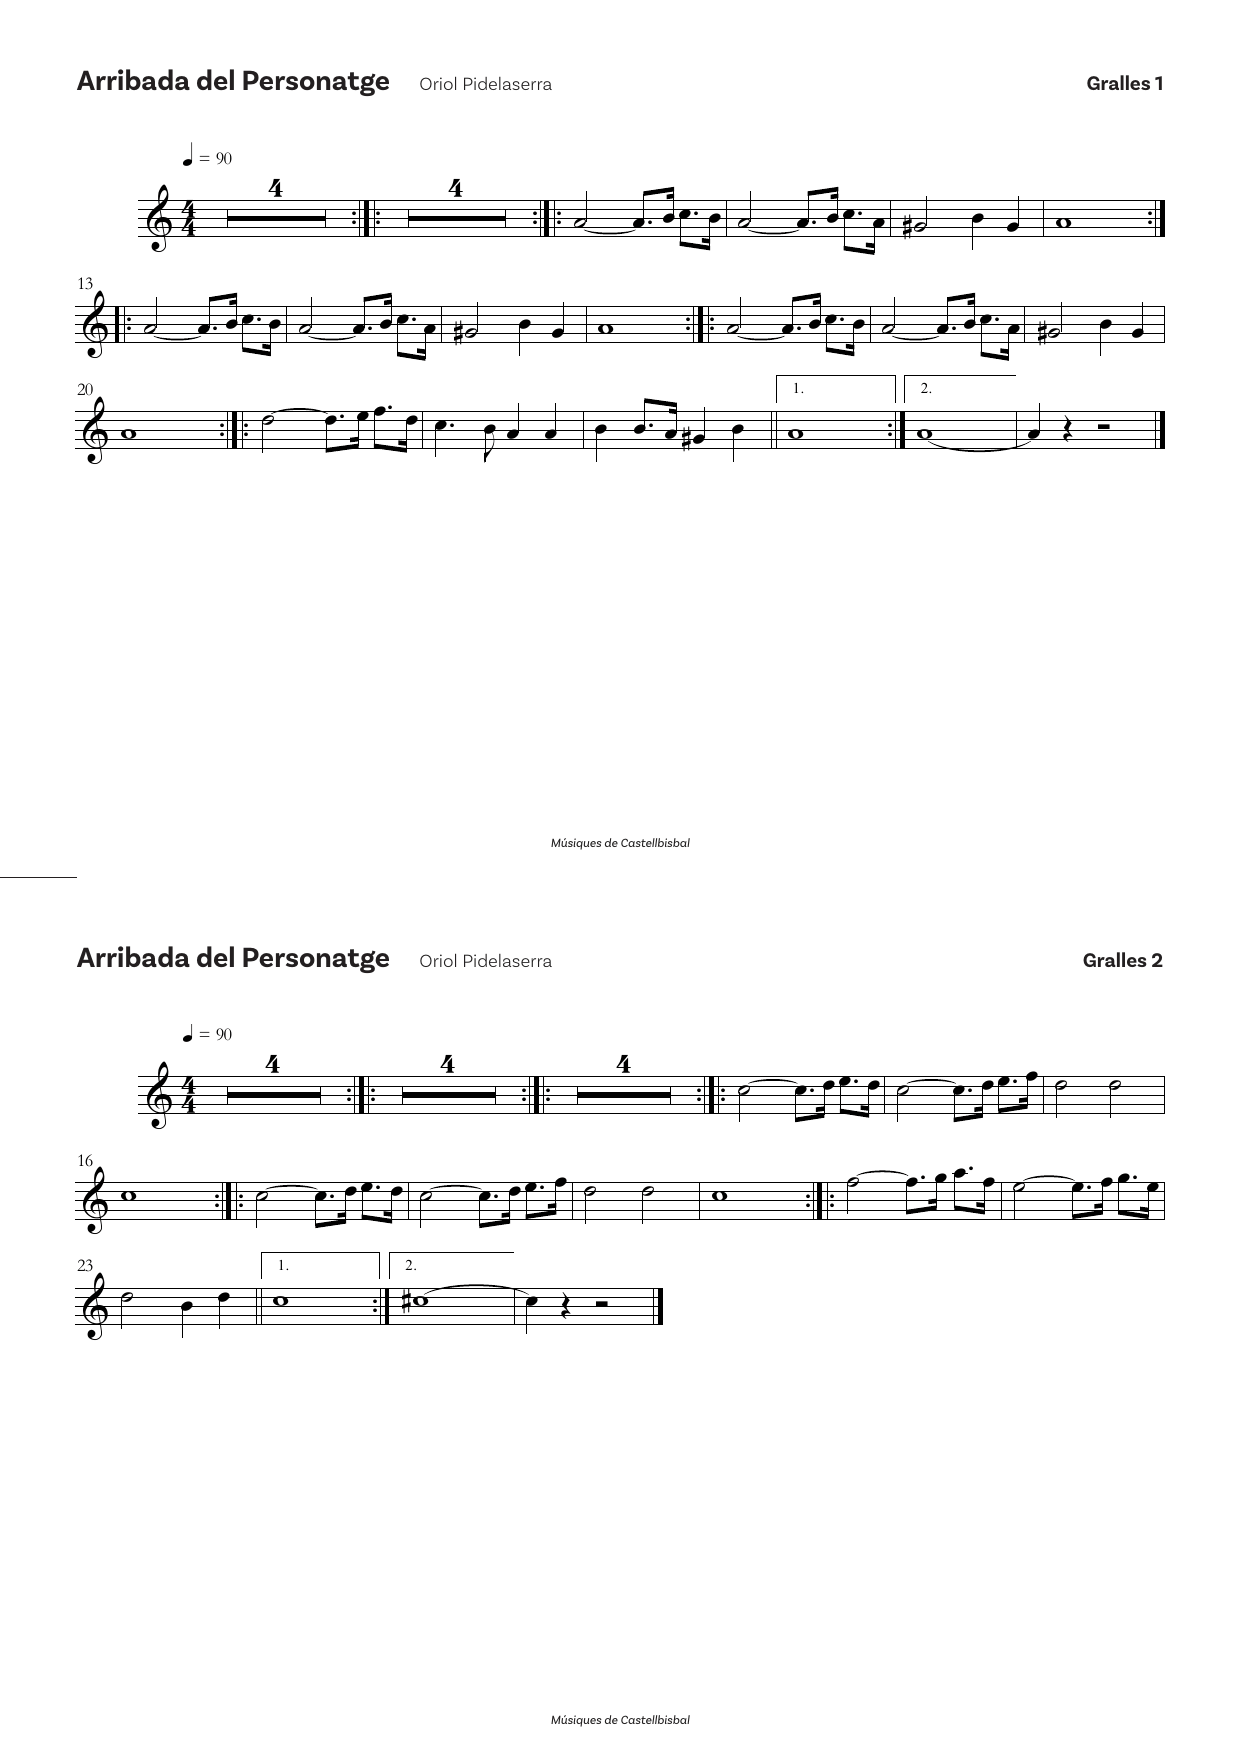 Arribada del Personatge Oriol Pidelaserra Gralles 1
= 90
4 4
4
4
13
20
1. 2.
Músiques de Castellbisbal
Arribada del Personatge Oriol Pidelaserra Gralles 2
= 90
4 4 4
4
4
16
23
1. 2.
Músiques de Castellbisbal